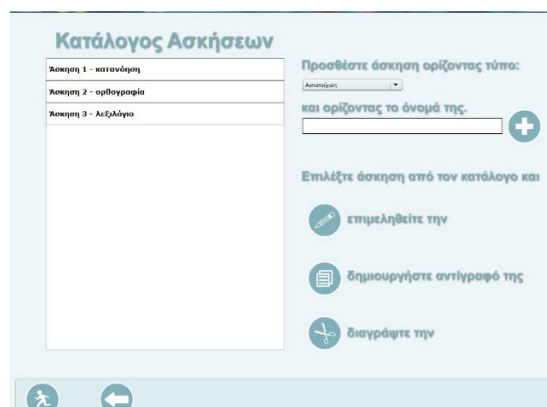 Κατάλογος Ασκήσεων
Άσκηση 1 - κατανόηση
Άσκηση 2 - ορθογραφία
Άσκηση 3 - λεξιλόγιο
Προσθέστε άσκηση ορίζοντας τύπο:
Αντιστοίχιση
και ορίζοντας το όνομά της.
Επιλέξτε άσκηση από τον κατάλογο και
επιμεληθείτε την
δημιουργήστε αντίγραφό της
διαγράψτε την